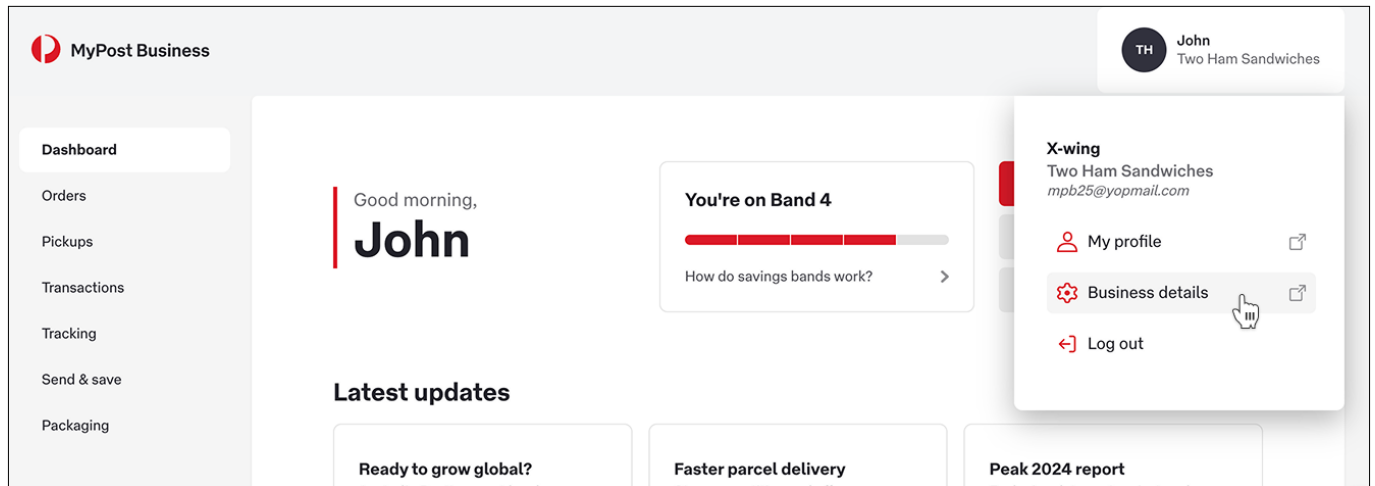 MyPost Business
TH
John
Two Ham Sandwiches
Dashboard
Orders
Pickups
Transactions
Tracking
Send & save
Packaging
Good morning,
John
You're on Band 4
How do savings bands work?
X-wing
Two Ham Sandwiches
mpb25@yopmail.com
My profile
Business details
Log out
Latest updates
Ready to grow global?
Faster parcel delivery
Peak 2024 report